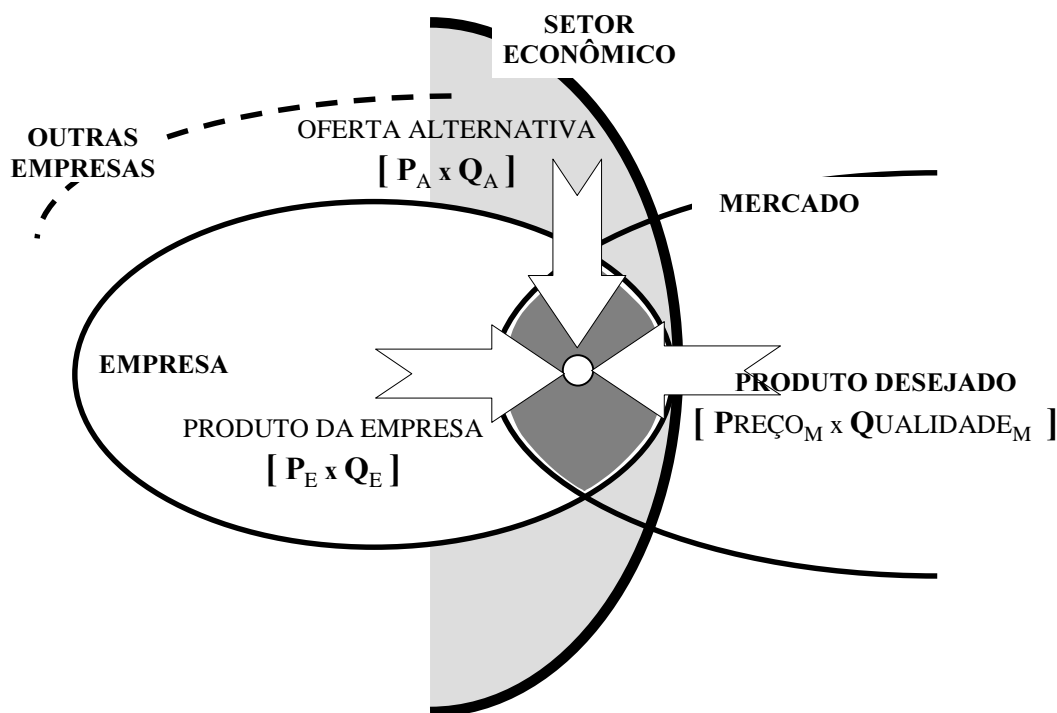 SETOR
ECONÔMICO
OUTRAS
EMPRESAS
OFERTA ALTERNATIVA
[ PA x QA ]
MERCADO
EMPRESA
PRODUTO DA EMPRESA
[ PE x QE ]
PRODUTO DESEJADO
[ PREÇOM x QUALIDADEM ]